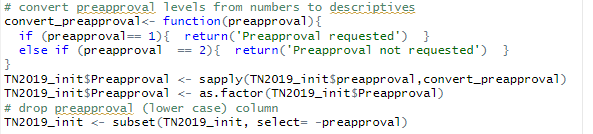 # convert preapproval levels from numbers to descriptives
convert_preapproval<- function(preapproval){
  if (preapproval== 1){  return('Preapproval requested')  }
  else if (preapproval  == 2){  return('Preapproval not requested')  }
}
TN2019_init$Preapproval <- sapply(TN2019_init$preapproval,convert_preapproval)
TN2019_init$Preapproval <- as.factor(TN2019_init$Preapproval)
# drop preapproval (lower case) column
TN2019_init <- subset(TN2019_init, select= -preapproval)